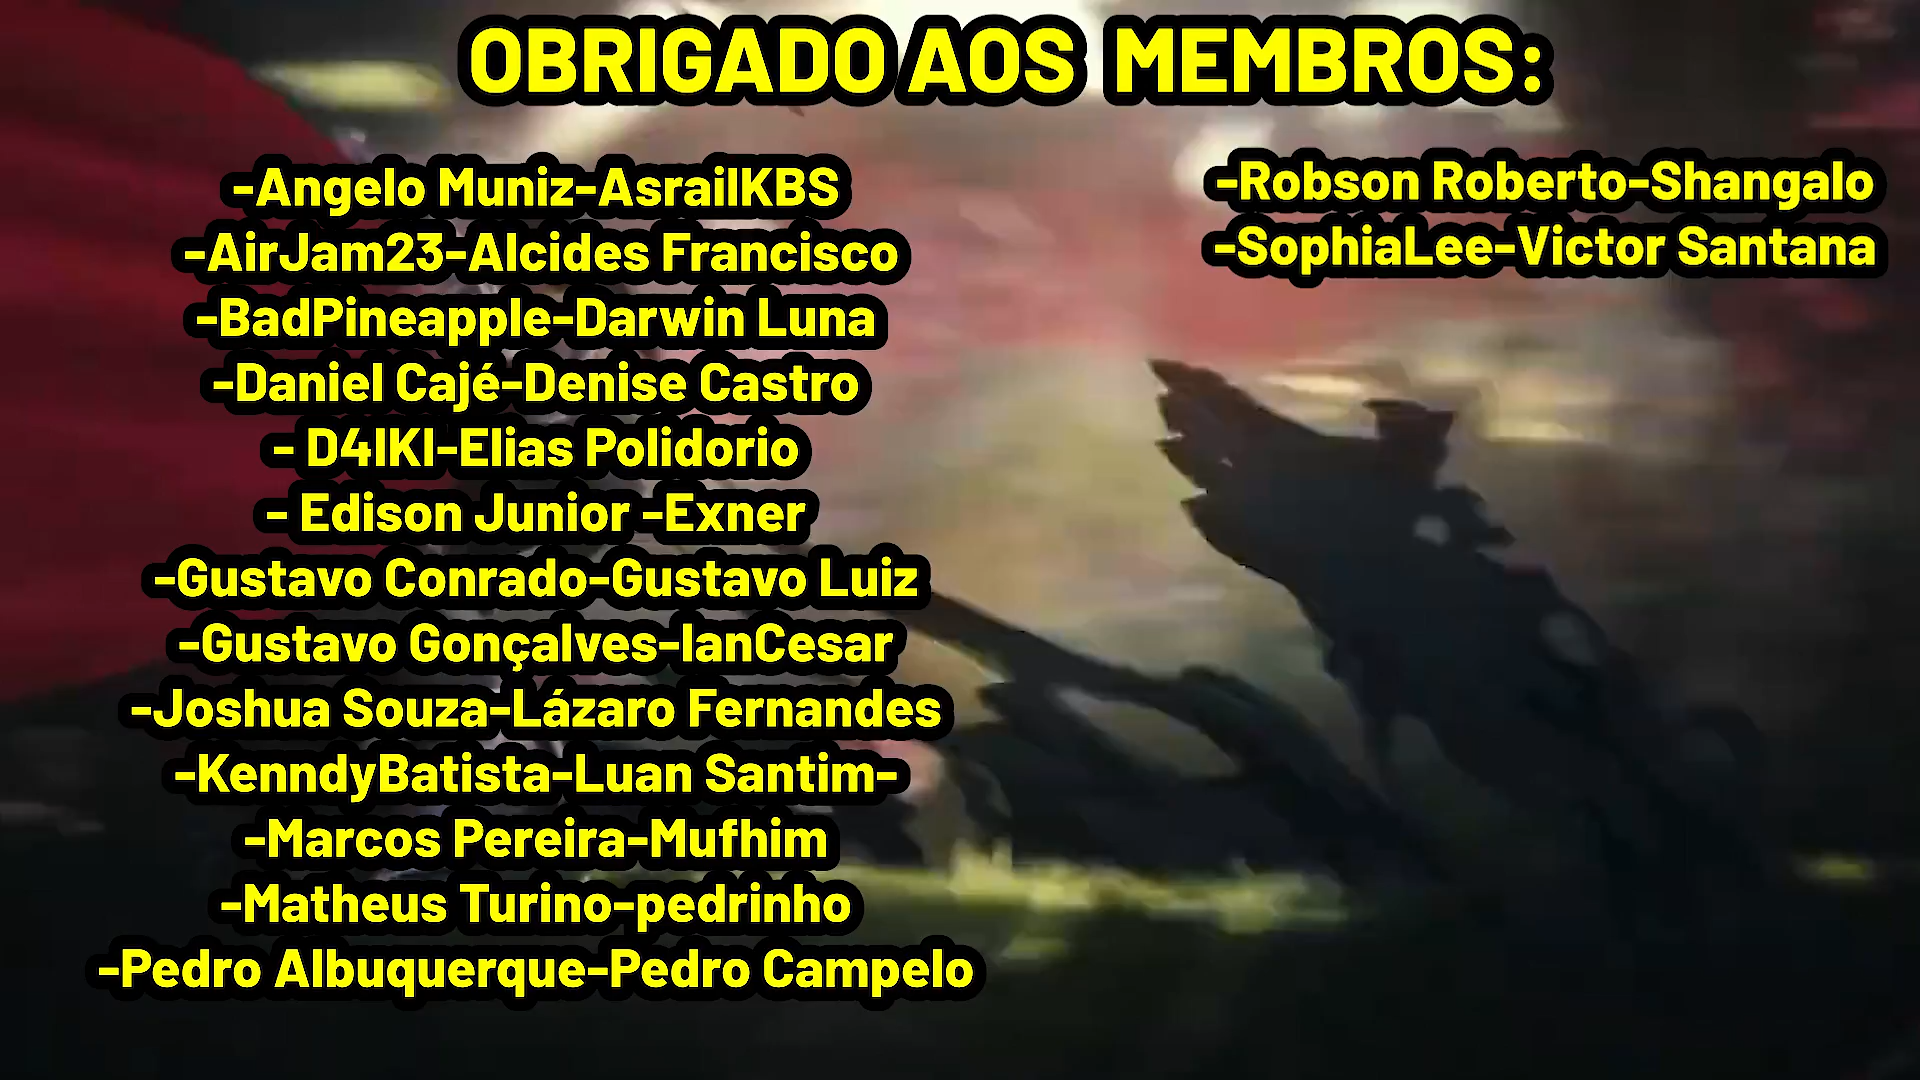 OBRIGADO AOS MEMBROS:
-Angelo Muniz-AsrailKBS
-AirJam23-Alcides Francisco
-BadPineapple-Darwin Luna
-Daniel Cajé-Denise Castro
- D4IKI-Elias Polidorio
- Edison Junior -Exner
-Gustavo Conrado-Gustavo Luiz
-Gustavo Gonçalves-IanCesar
-Joshua Souza-Lázaro Fernandes
-KenndyBatista-Luan Santim-
-Marcos Pereira-Mufhim
-Matheus Turino-pedrinho
-Pedro Albuquerque-Pedro Campelo
-Robson Roberto-Shangalo
-SophiaLee-Victor Santana